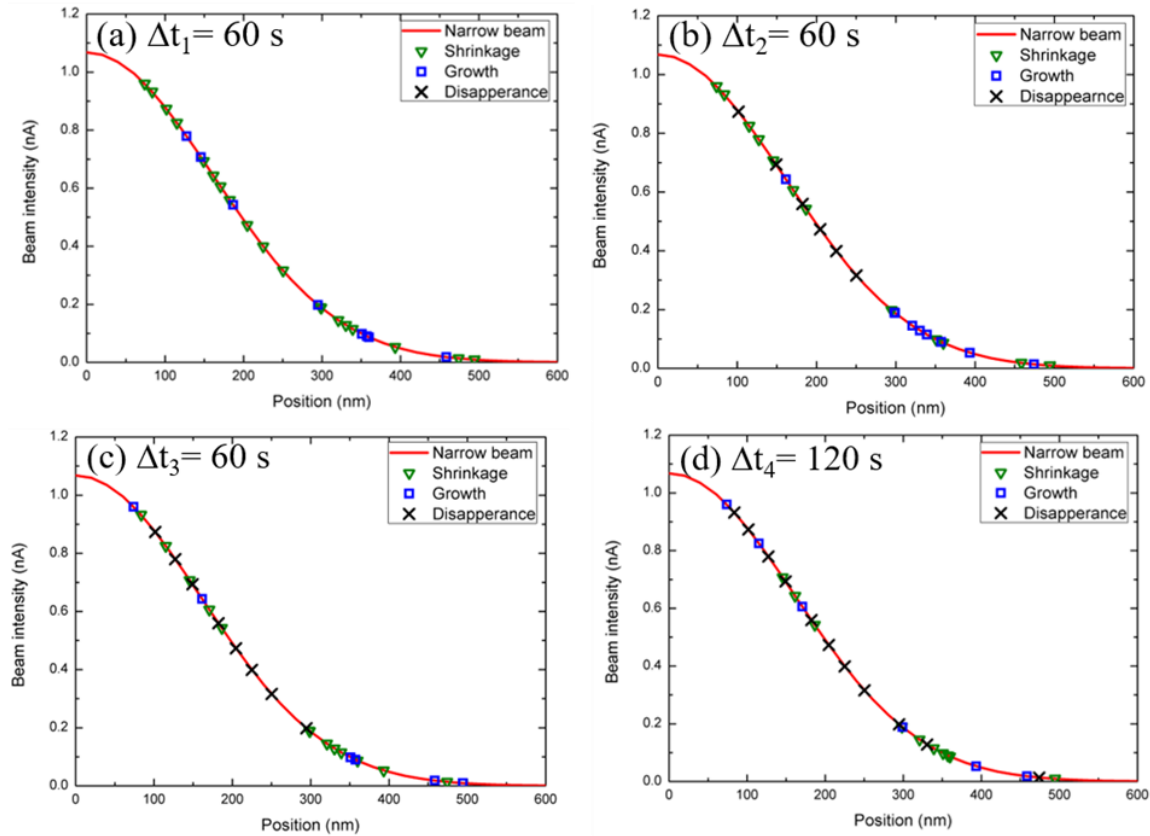 (a) Δt₁= 60 s
Narrow beam
Shrinkage
Growth
Disapperance
Beam intensity (nA)
1.2
1.0
0.8
0.6
0.4
0.2
0.0
0 100 200 300 400 500 600
Position (nm)
(b) Δt₂= 60 s
Narrow beam
Shrinkage
Growth
Disappearnce
Beam intensity (nA)
1.2
1.0
0.8
0.6
0.4
0.2
0.0
0 100 200 300 400 500 600
Position (nm)
(c) Δt₃= 60 s
Narrow beam
Shrinkage
Growth
Disapperance
Beam intensity (nA)
1.2
1.0
0.8
0.6
0.4
0.2
0.0
0 100 200 300 400 500 600
Position (nm)
(d) Δt₄= 120 s
Narrow beam
Shrinkage
Growth
Disapperance
Beam intensity (nA)
1.2
1.0
0.8
0.6
0.4
0.2
0.0
0 100 200 300 400 500 600
Position (nm)